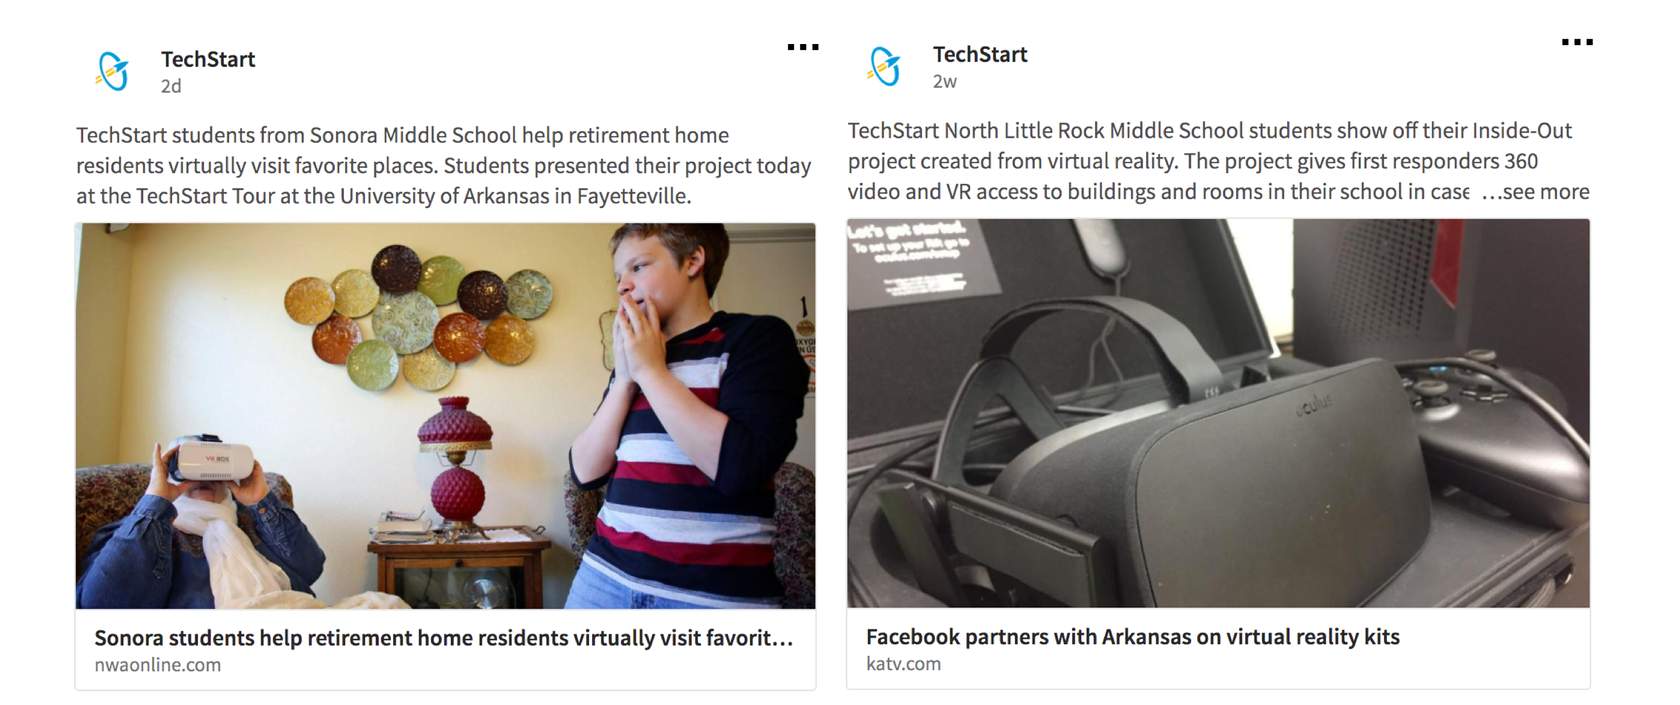 TechStart
2d
TechStart students from Sonora Middle School help retirement home
residents virtually visit favorite places. Students presented their project today
at the TechStart Tour at the University of Arkansas in Fayetteville.
VR BOX
1
Sonora students help retirement home residents virtually visit favorit...
nwaonline.com
TechStart
2w
TechStart North Little Rock Middle School students show off their Inside-Out
project created from virtual reality. The project gives first responders 360
video and VR access to buildings and rooms in their school in case ...see more
Let's get started.
To set up your Rift go to
oculus.com/setup
oculus
Facebook partners with Arkansas on virtual reality kits
katv.com